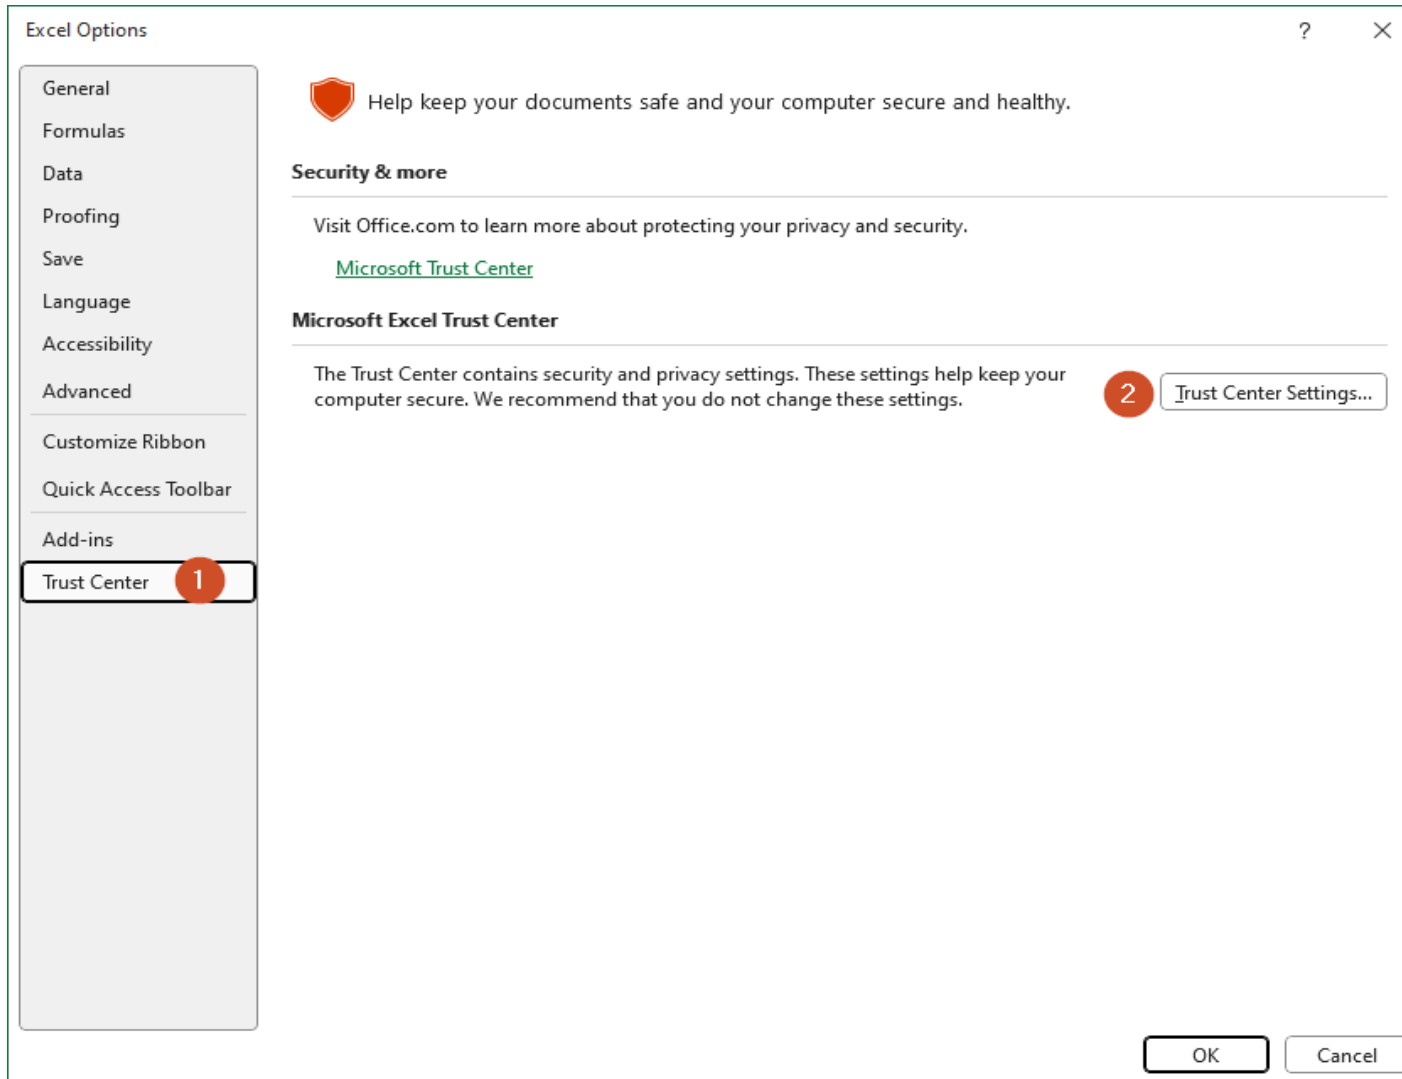 Excel Options
?
General
Formulas
Data
Proofing
Save
Language
Accessibility
Advanced
Customize Ribbon
Quick Access Toolbar
Add-ins
Trust Center 1
Help keep your documents safe and your computer secure and healthy.
Security & more
Visit Office.com to learn more about protecting your privacy and security.
Microsoft Trust Center
Microsoft Excel Trust Center
The Trust Center contains security and privacy settings. These settings help keep your
computer secure. We recommend that you do not change these settings.
2 Trust Center Settings...
OK Cancel